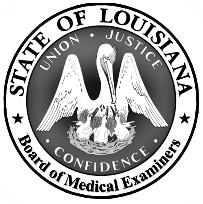 STATE OF LOUISIANA
UNION · JUSTICE
· CONFIDENCE ·
Board of Medical Examiners